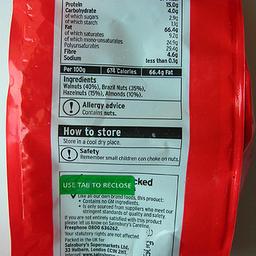 Protein 15.0g
Carbohydrate 4.0g
of which sugars 2.9g
of which starch 1.1g
Fat 66.4g
of which saturates 9.2g
of which mono-unsaturates 24.9g
Polyunsaturates 29.4g
Fibre 4.6g
Sodium less than 0.1g
Per 100g 674 Calories 66.4g Fat
Ingredients
Walnuts (40%), Brazil Nuts (35%),
Hazelnuts (15%), Almonds (10%).
Allergy advice
Contains nuts.
How to store
Store in a cool dry place.
Safety
Remember small children can choke on nuts.
USE TAB TO RECLOSE
cked
Like all our own brand foods, this product:
• Contains no GM ingredients.
• Is only sourced from suppliers who meet our
stringent standards of quality and safety.
If you are not entirely satisfied with this product
please let us know on Sainsbury's Careline,
Freephone 0800 636262.
Your statutory rights are not affected
Packed in the UK for
Sainsbury's Supermarkets Ltd.
33 Holborn, London EC1N 2HT